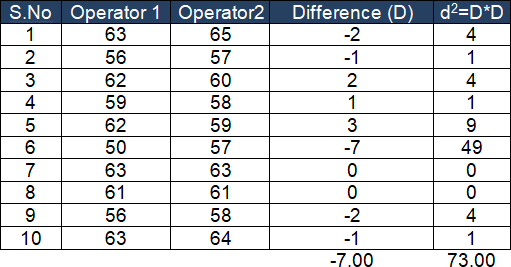 S.No Operator 1 Operator2 Difference (D) d²=D*D
1 63 65 -2 4
2 56 57 -1 1
3 62 60 2 4
4 59 58 1 1
5 62 59 3 9
6 50 57 -7 49
7 63 63 0 0
8 61 61 0 0
9 56 58 -2 4
10 63 64 -1 1
-7.00 73.00